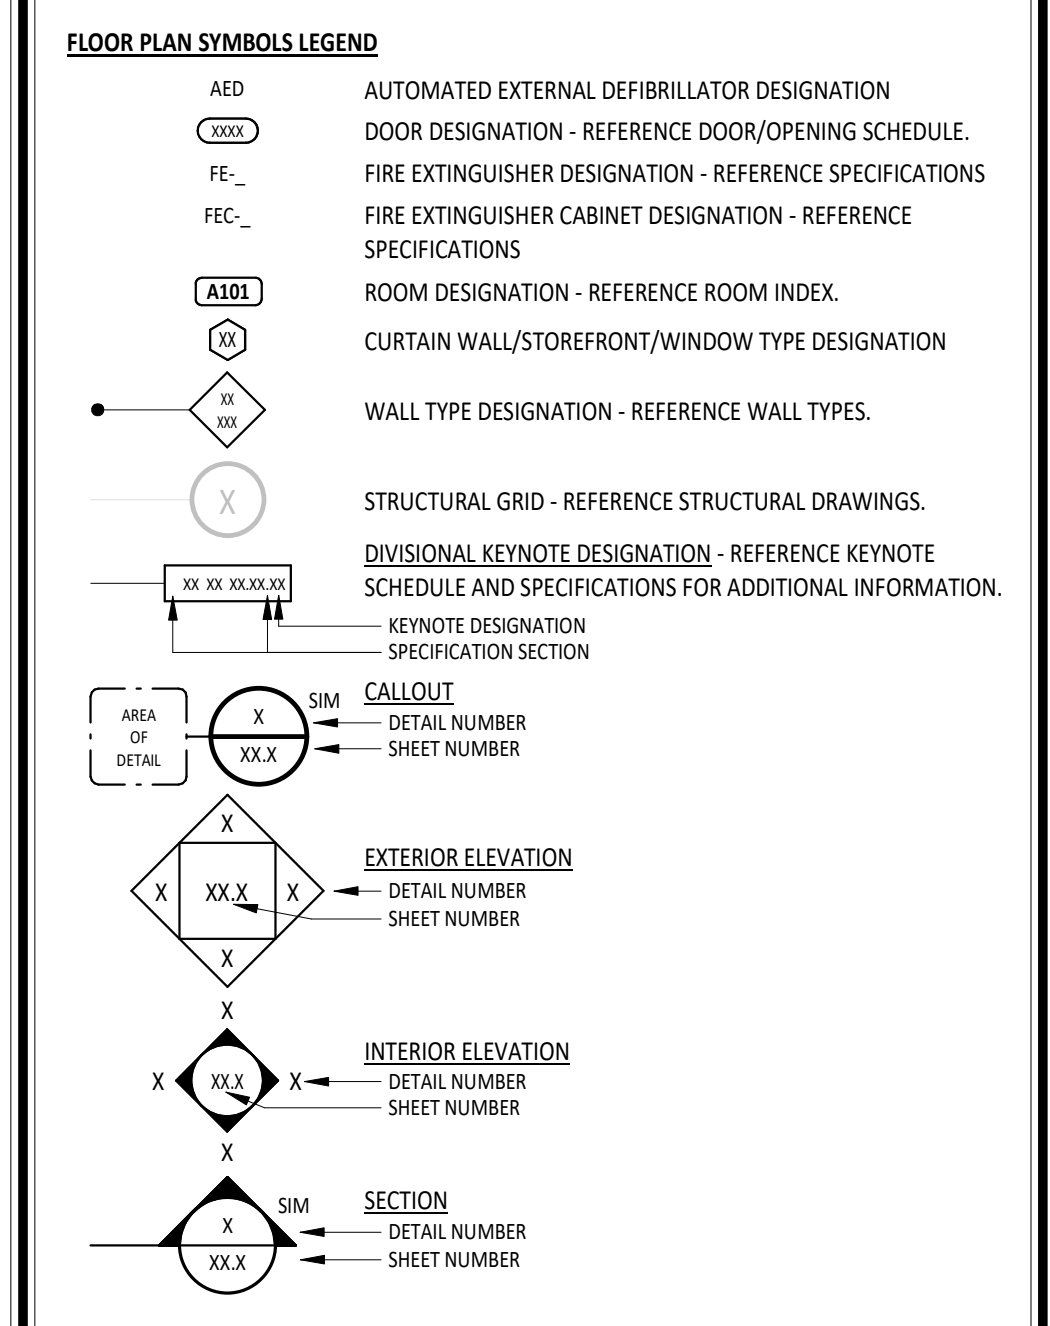 FLOOR PLAN SYMBOLS LEGEND
AED AUTOMATED EXTERNAL DEFIBRILLATOR DESIGNATION
XXXX DOOR DESIGNATION - REFERENCE DOOR/OPENING SCHEDULE.
FE-_ FIRE EXTINGUISHER DESIGNATION - REFERENCE SPECIFICATIONS
FEC-_ FIRE EXTINGUISHER CABINET DESIGNATION - REFERENCE
SPECIFICATIONS
A101 ROOM DESIGNATION - REFERENCE ROOM INDEX.
XX CURTAIN WALL/STOREFRONT/WINDOW TYPE DESIGNATION
XX
XXX
WALL TYPE DESIGNATION - REFERENCE WALL TYPES.
X STRUCTURAL GRID - REFERENCE STRUCTURAL DRAWINGS.
DIVISIONAL KEYNOTE DESIGNATION - REFERENCE KEYNOTE
XX XX XX.XX.XX SCHEDULE AND SPECIFICATIONS FOR ADDITIONAL INFORMATION.
KEYNOTE DESIGNATION
SPECIFICATION SECTION
AREA
OF
DETAIL
X
XX.X
SIM
CALLOUT
DETAIL NUMBER
SHEET NUMBER
X
X XX.X X
X
EXTERIOR ELEVATION
DETAIL NUMBER
SHEET NUMBER
X
X XX.X X
X
INTERIOR ELEVATION
DETAIL NUMBER
SHEET NUMBER
X
XX.X
SIM
SECTION
DETAIL NUMBER
SHEET NUMBER